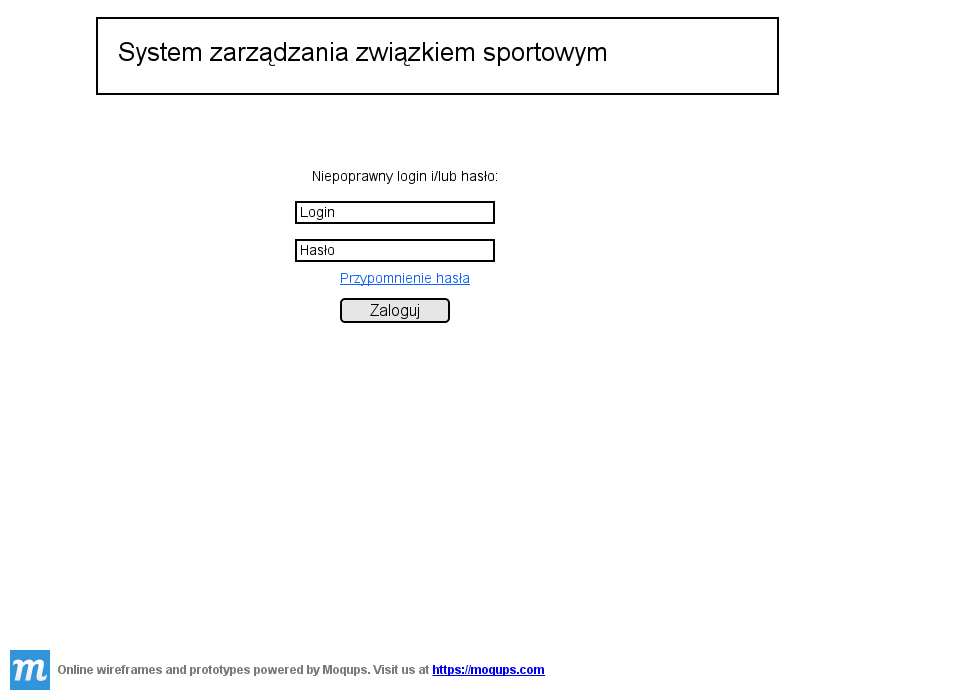 System zarządzania związkiem sportowym
Niepoprawny login i/lub hasło:
Login
Hasło
Przypomnienie hasła
Zaloguj
m Online wireframes and prototypes powered by Moqups. Visit us at https://moqups.com